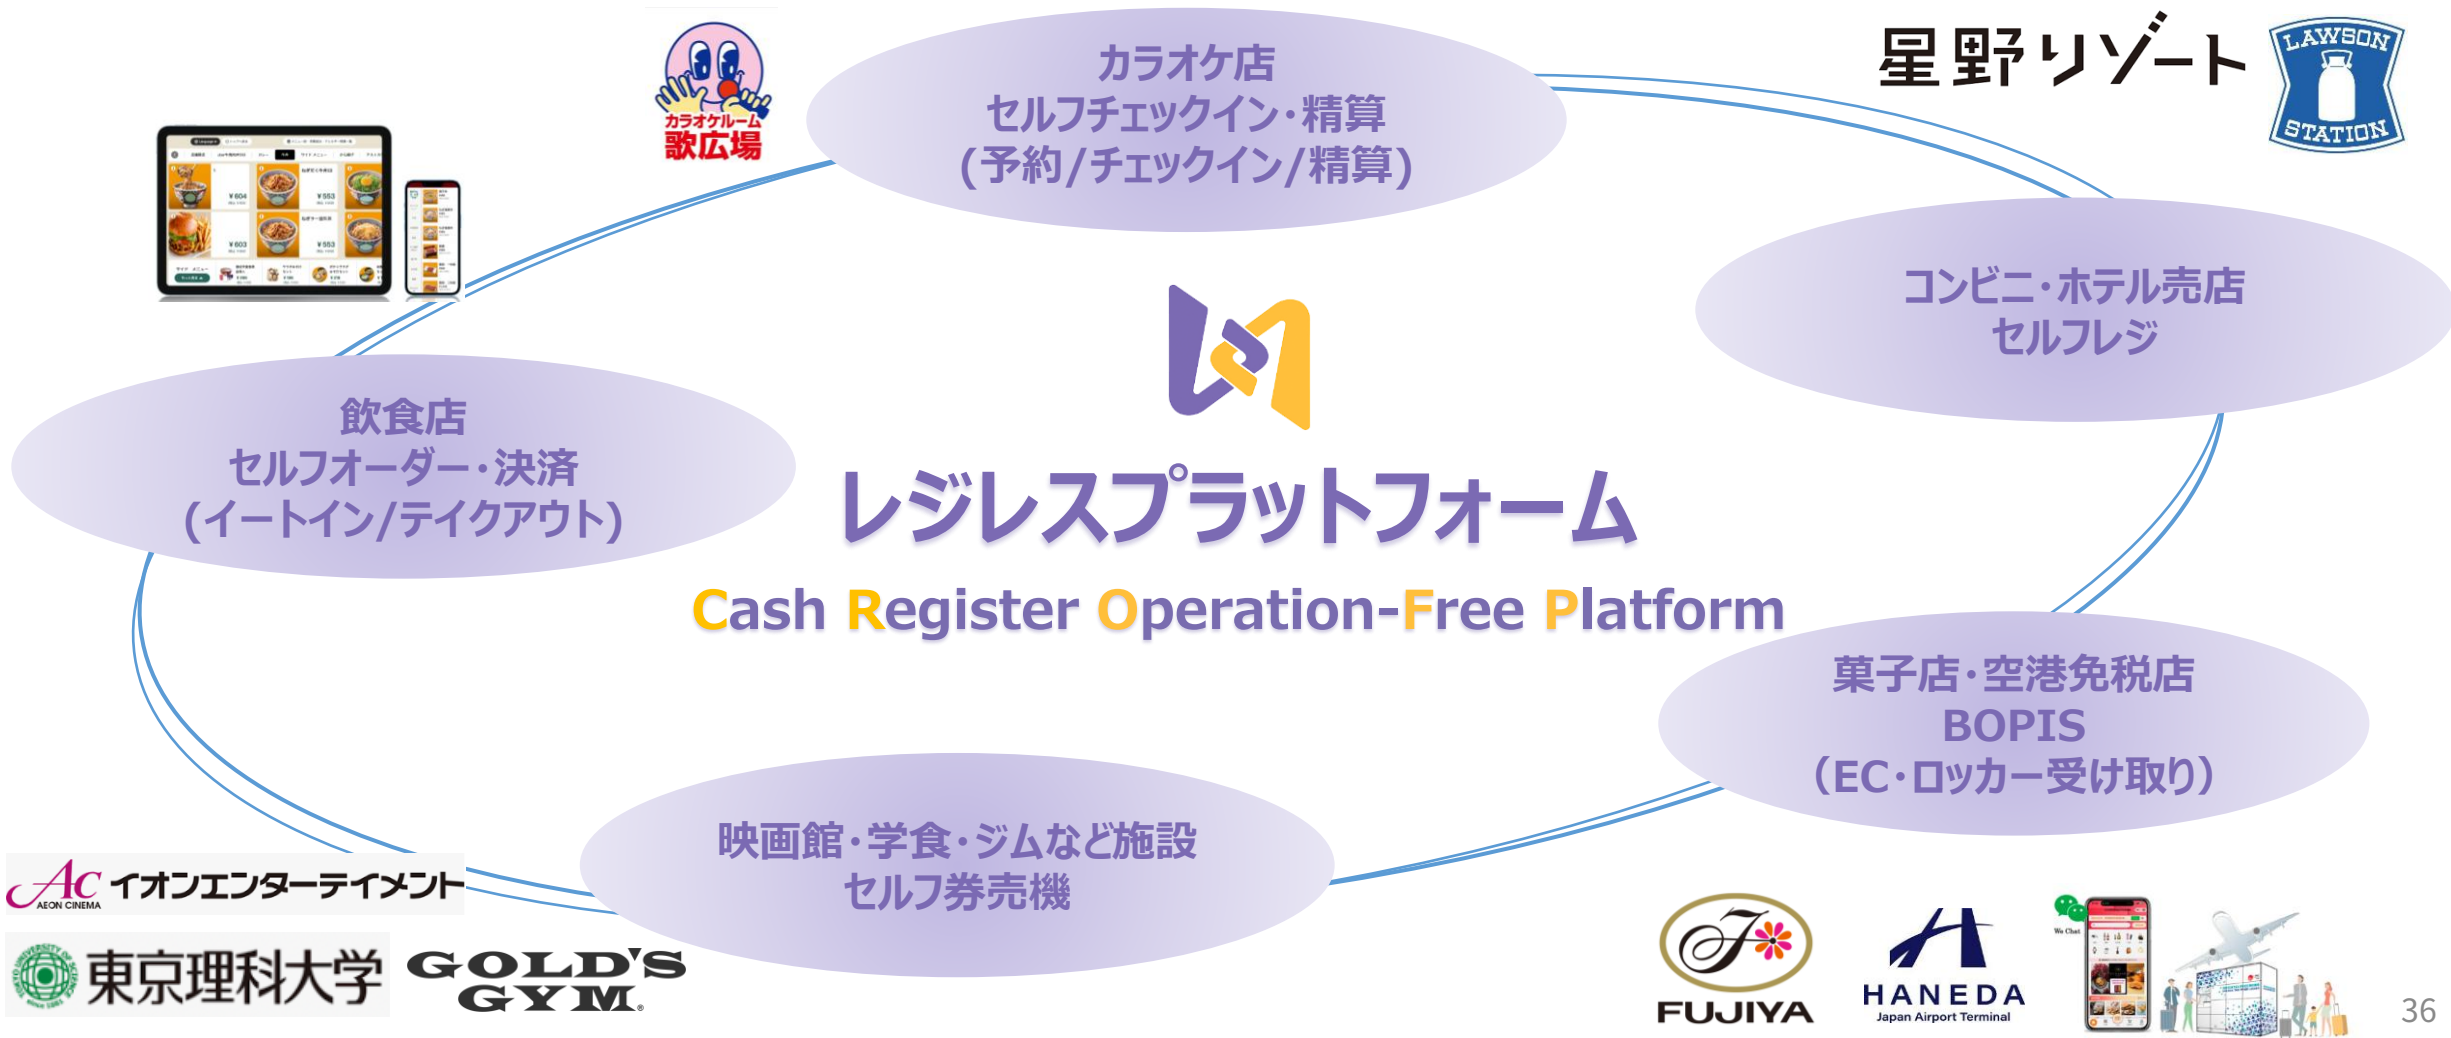 カラオケルーム
歌広場
カラオケ店
セルフチェックイン・精算
(予約/チェックイン/精算)
星野リゾート
LAWSON
STATION
¥604
¥553
¥603
¥553
コンビニ・ホテル売店
セルフレジ
飲食店
セルフオーダー・決済
(イートイン/テイクアウト)
レジレスプラットフォーム
Cash Register Operation-Free Platform
菓子店・空港免税店
BOPIS
（EC・ロッカー受け取り）
映画館・学食・ジムなど施設
セルフ券売機
AC
AEON CINEMA
イオンエンターテイメント
東京理科大学
GOLD'S
GYM®
F
FUJIYA
HANEDA
Japan Airport Terminal
We Chat
36